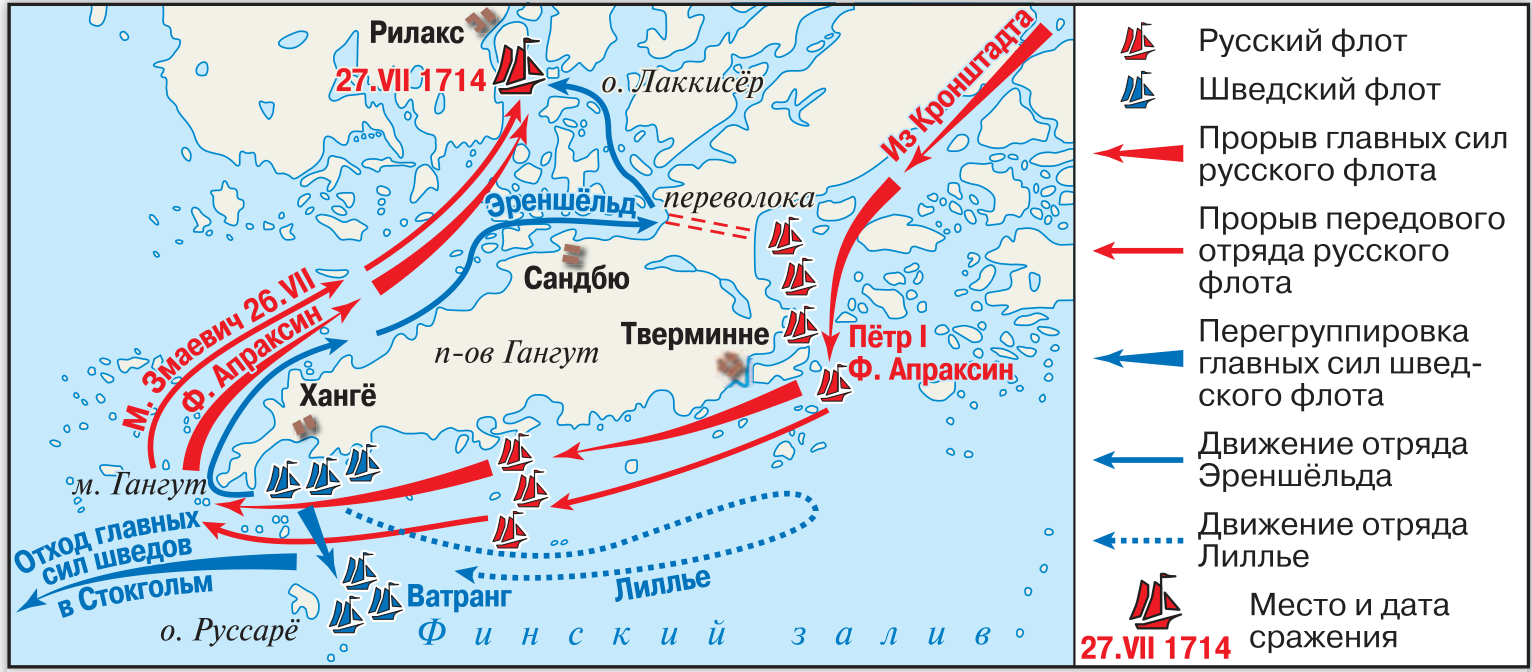 Рилакс
27.VII 1714
о. Лаккисёр
Из Кронштадта
Эреншёльд
переволока
Сандбю
М. Змаевич 26.VII
Ф. Апраксин
п-ов Гангут
Тверминне
Пётр I
Ф. Апраксин
Хангё
м. Гангут
Отход главных
сил шведов
в Стокгольм
Ватранг
Лиллье
о. Руссарё
Финский залив
Русский флот
Шведский флот
Прорыв главных сил
русского флота
Прорыв передового
отряда русского
флота
Перегруппировка
главных сил швед-
ского флота
Движение отряда
Эреншёльда
Движение отряда
Лиллье
Место и дата
сражения
27.VII 1714